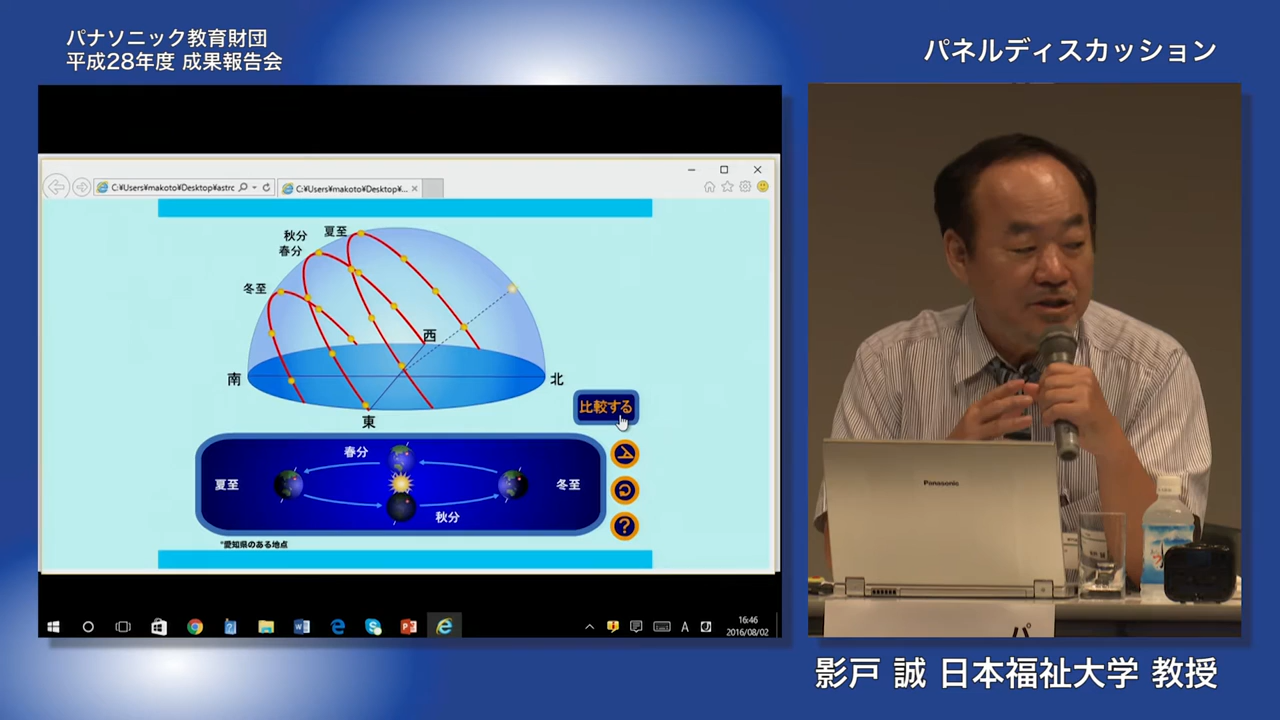 パナソニック教育財団
平成28年度 成果報告会
パネルディスカッション
C:¥Users¥makoto¥Desktop¥astrc
C:¥Users¥makoto¥Desktop¥...
秋分
春分
夏至
冬至
西
南
北
東
比較する
春分
夏至
冬至
秋分
?
*愛知県のある地点
A
16:46
2016/08/02
Panasonic
影戸 誠 日本福祉大学 教授